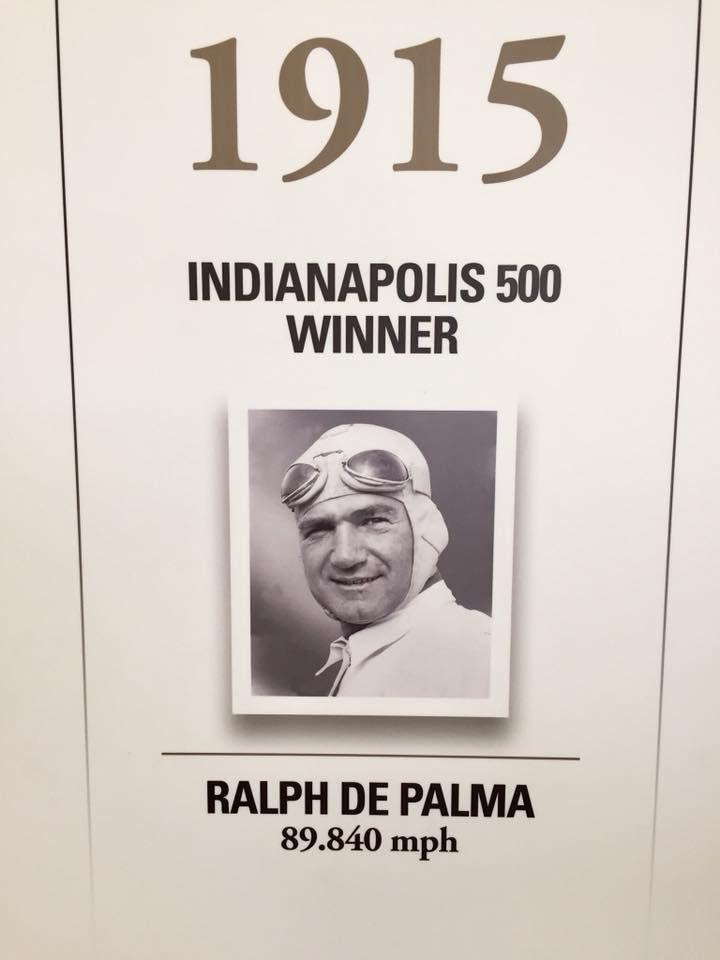 1915
INDIANAPOLIS 500
WINNER
RALPH DE PALMA
89.840 mph